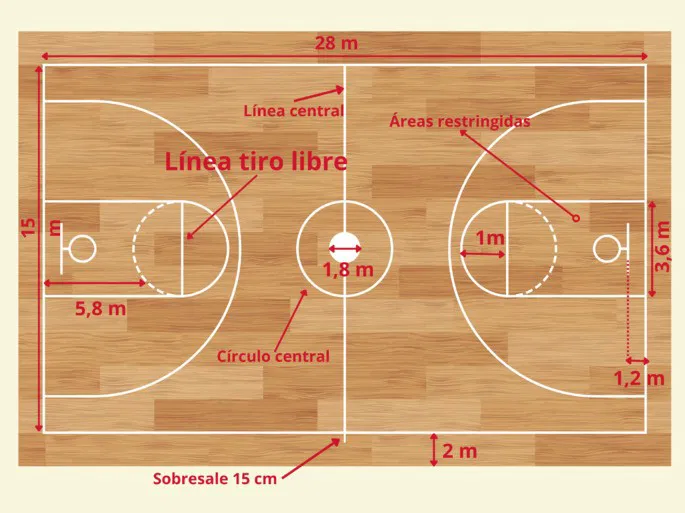 28 m
Línea central
Áreas restringidas
Línea tiro libre
15 m
1m
3,6 m
1,8 m
5,8 m
Círculo central
1,2 m
2 m
Sobresale 15 cm